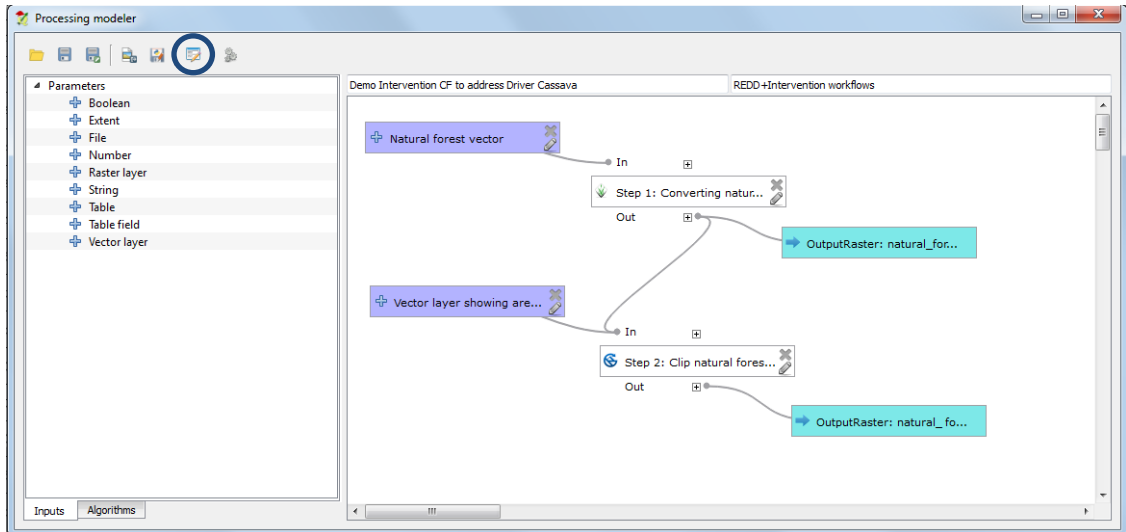 Processing modeler
Parameters
Boolean
Extent
File
Number
Raster layer
String
Table
Table field
Vector layer
Inputs
Algorithms
Demo Intervention CF to address Driver Cassava
REDD+Intervention workflows
Natural forest vector
In
Step 1: Converting natur...
Out
OutputRaster: natural_for...
Vector layer showing are...
In
Step 2: Clip natural fores...
Out
OutputRaster: natural_ fo...